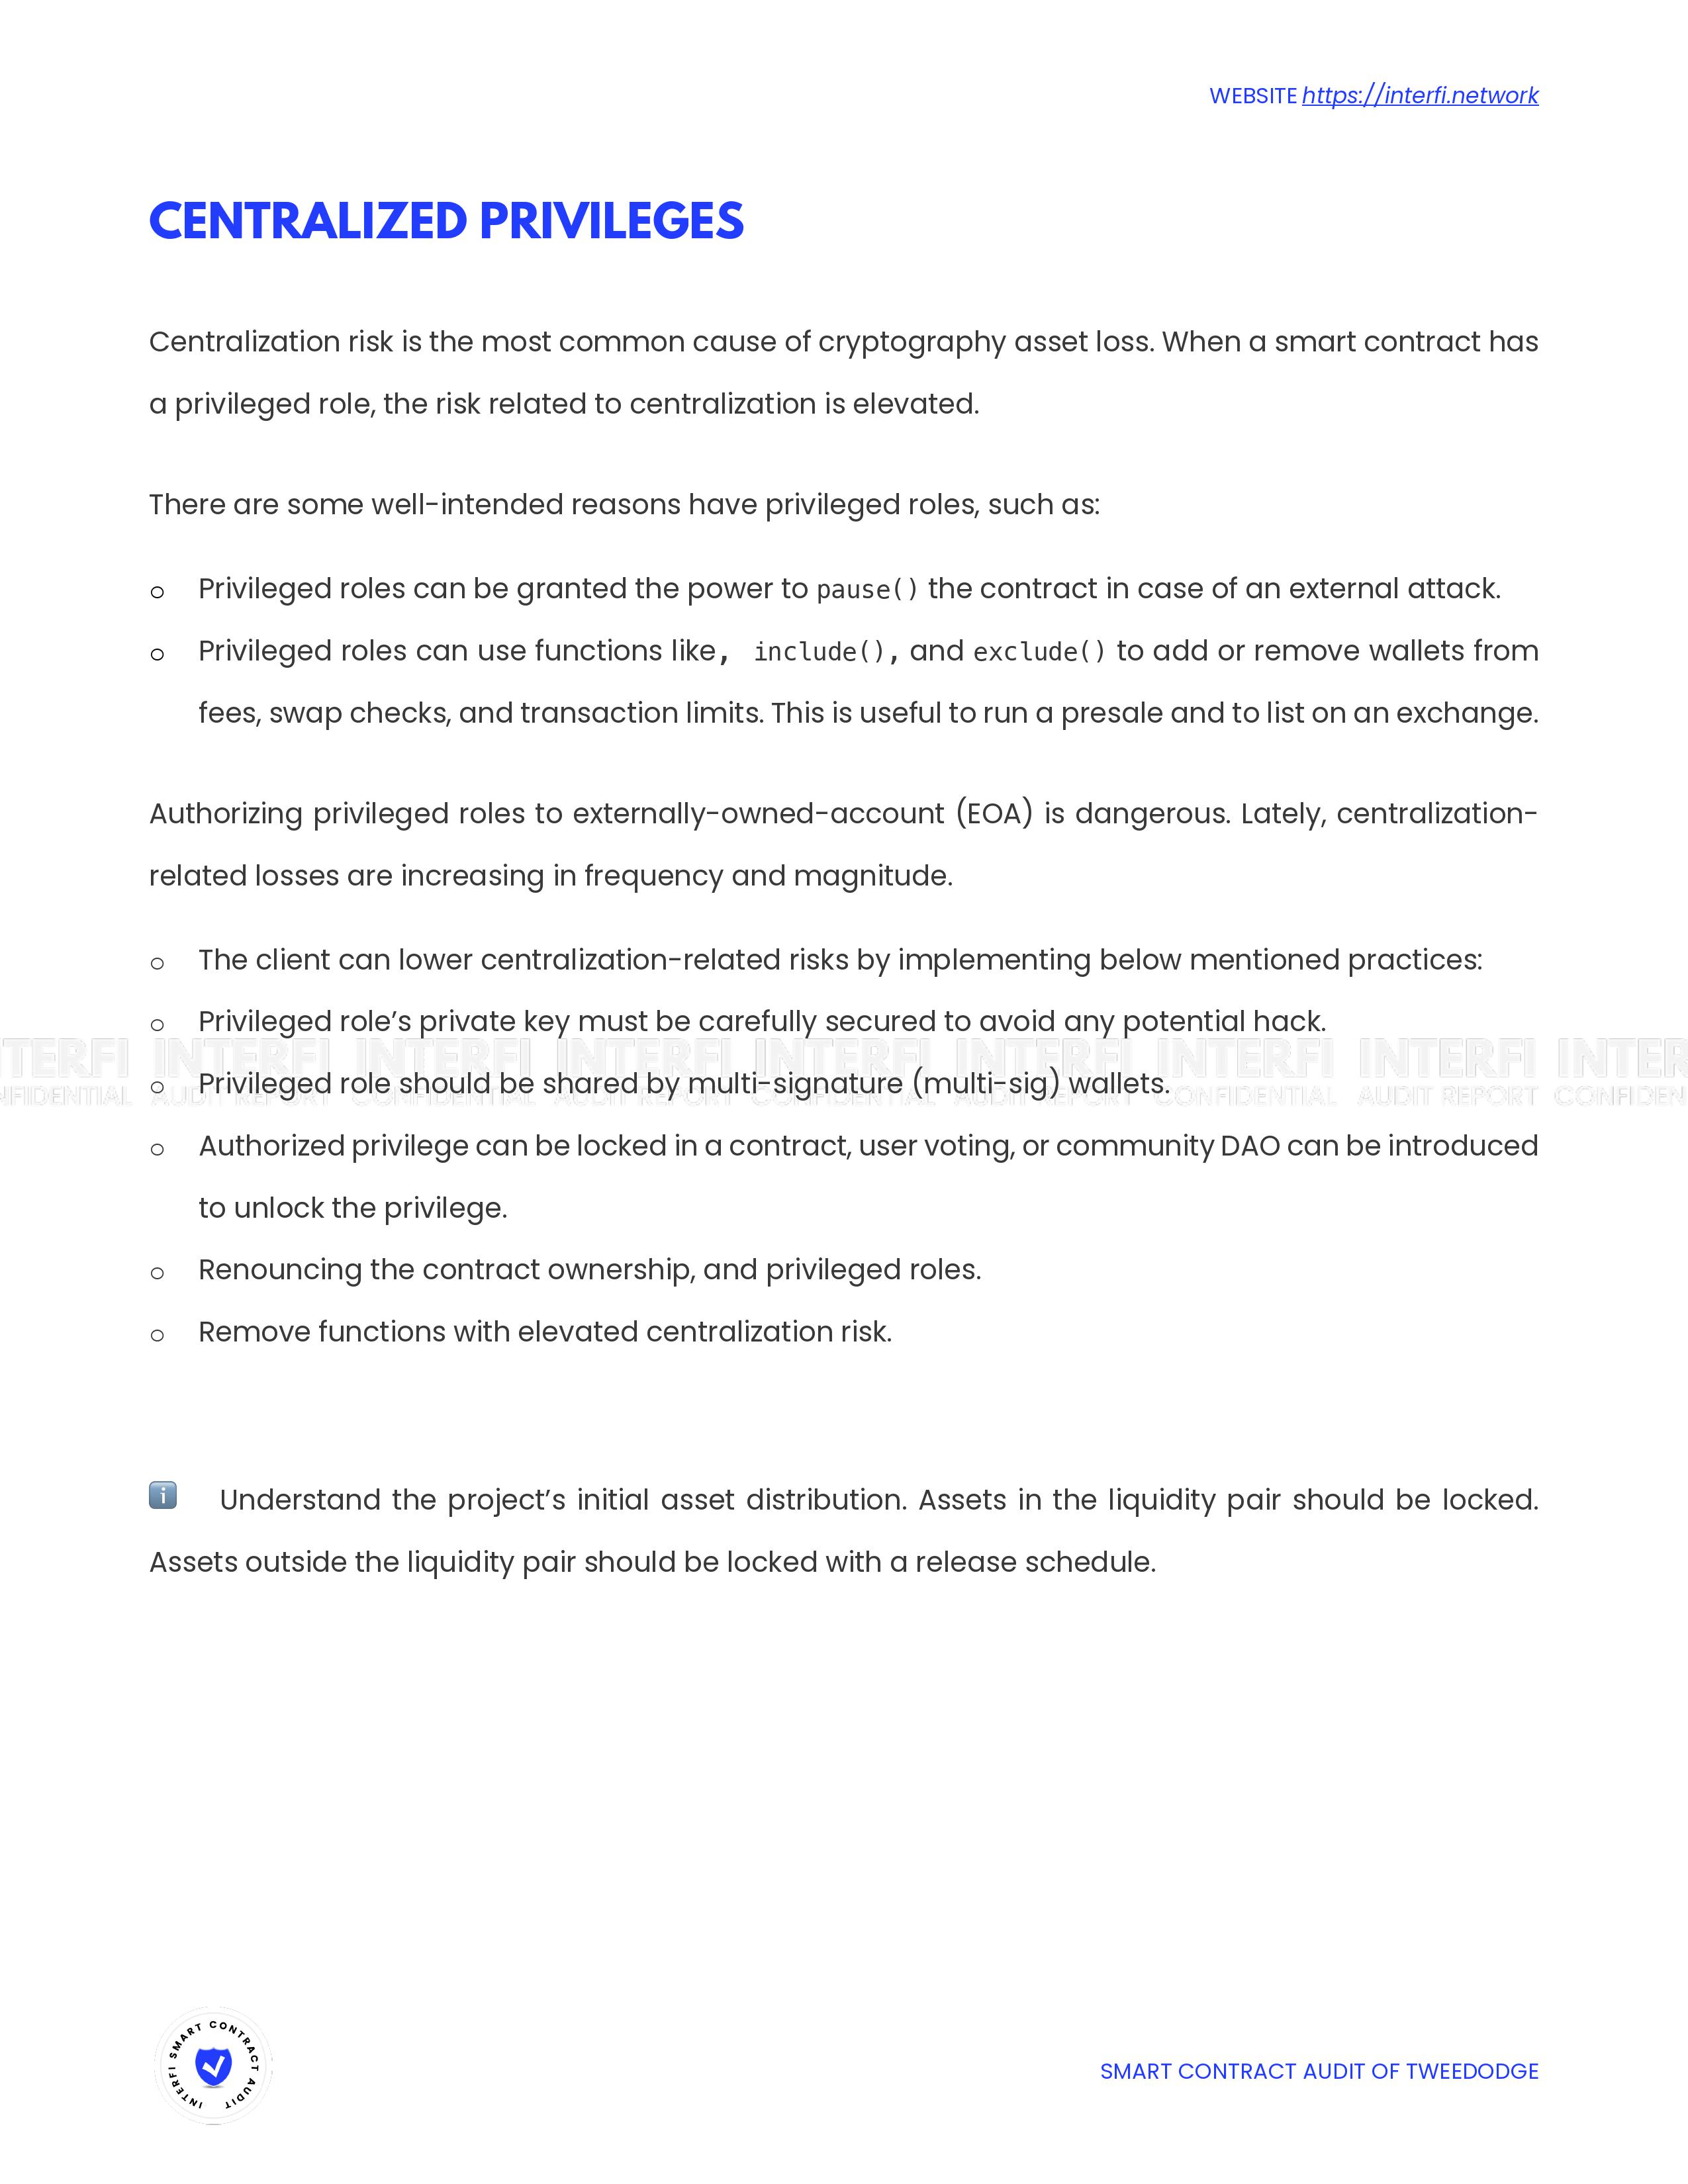 WEBSITE https://interfi.network
CENTRALIZED PRIVILEGES
Centralization risk is the most common cause of cryptography asset loss. When a smart contract has
a privileged role, the risk related to centralization is elevated.
There are some well-intended reasons have privileged roles, such as:
o Privileged roles can be granted the power to pause() the contract in case of an external attack.
o Privileged roles can use functions like, include(), and exclude() to add or remove wallets from
fees, swap checks, and transaction limits. This is useful to run a presale and to list on an exchange.
Authorizing privileged roles to externally-owned-account (EOA) is dangerous. Lately, centralization-
related losses are increasing in frequency and magnitude.
o The client can lower centralization-related risks by implementing below mentioned practices:
o Privileged role’s private key must be carefully secured to avoid any potential hack.
TERFI INTERFI INTERFI INTERFI INTERFI INTERFI INTERFI INTERFI INTER
o Privileged role should be shared by multi-signature (multi-sig) wallets.
NFIDENTIAL AUDIT REPORT CONFIDENTIAL AUDIT REPORT CONFIDENTIAL AUDIT REPORT CONFIDENTIAL AUDIT REPORT CONFIDEN
o Authorized privilege can be locked in a contract, user voting, or community DAO can be introduced
to unlock the privilege.
o Renouncing the contract ownership, and privileged roles.
o Remove functions with elevated centralization risk.
i Understand the project’s initial asset distribution. Assets in the liquidity pair should be locked.
Assets outside the liquidity pair should be locked with a release schedule.
INTERFI SMART CONTRACT AUDIT
SMART CONTRACT AUDIT OF TWEEDODGE